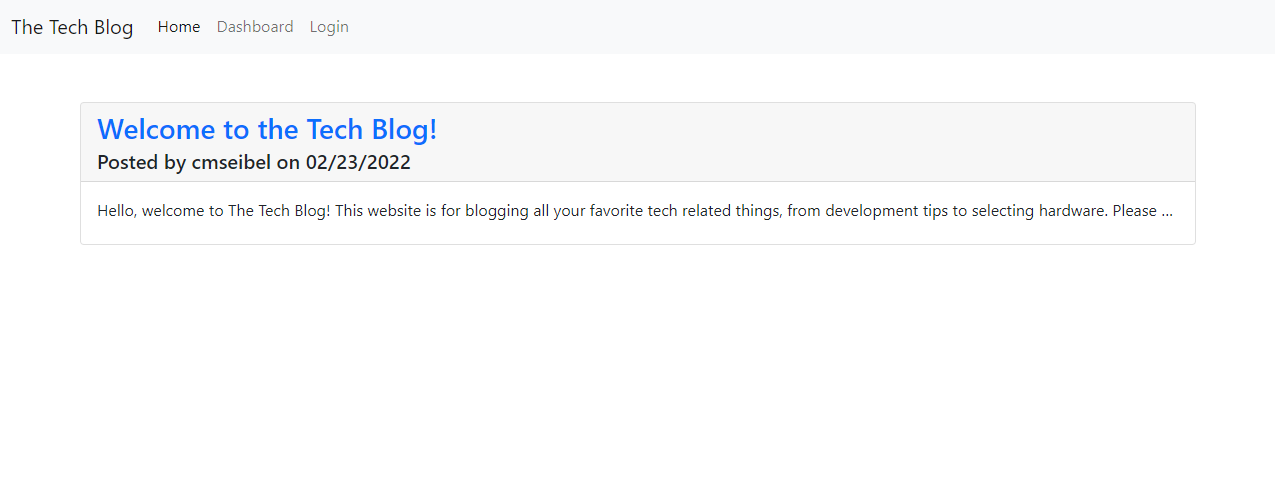 The Tech Blog Home Dashboard Login
Welcome to the Tech Blog!
Posted by cmseibel on 02/23/2022
Hello, welcome to The Tech Blog! This website is for blogging all your favorite tech related things, from development tips to selecting hardware. Please ...